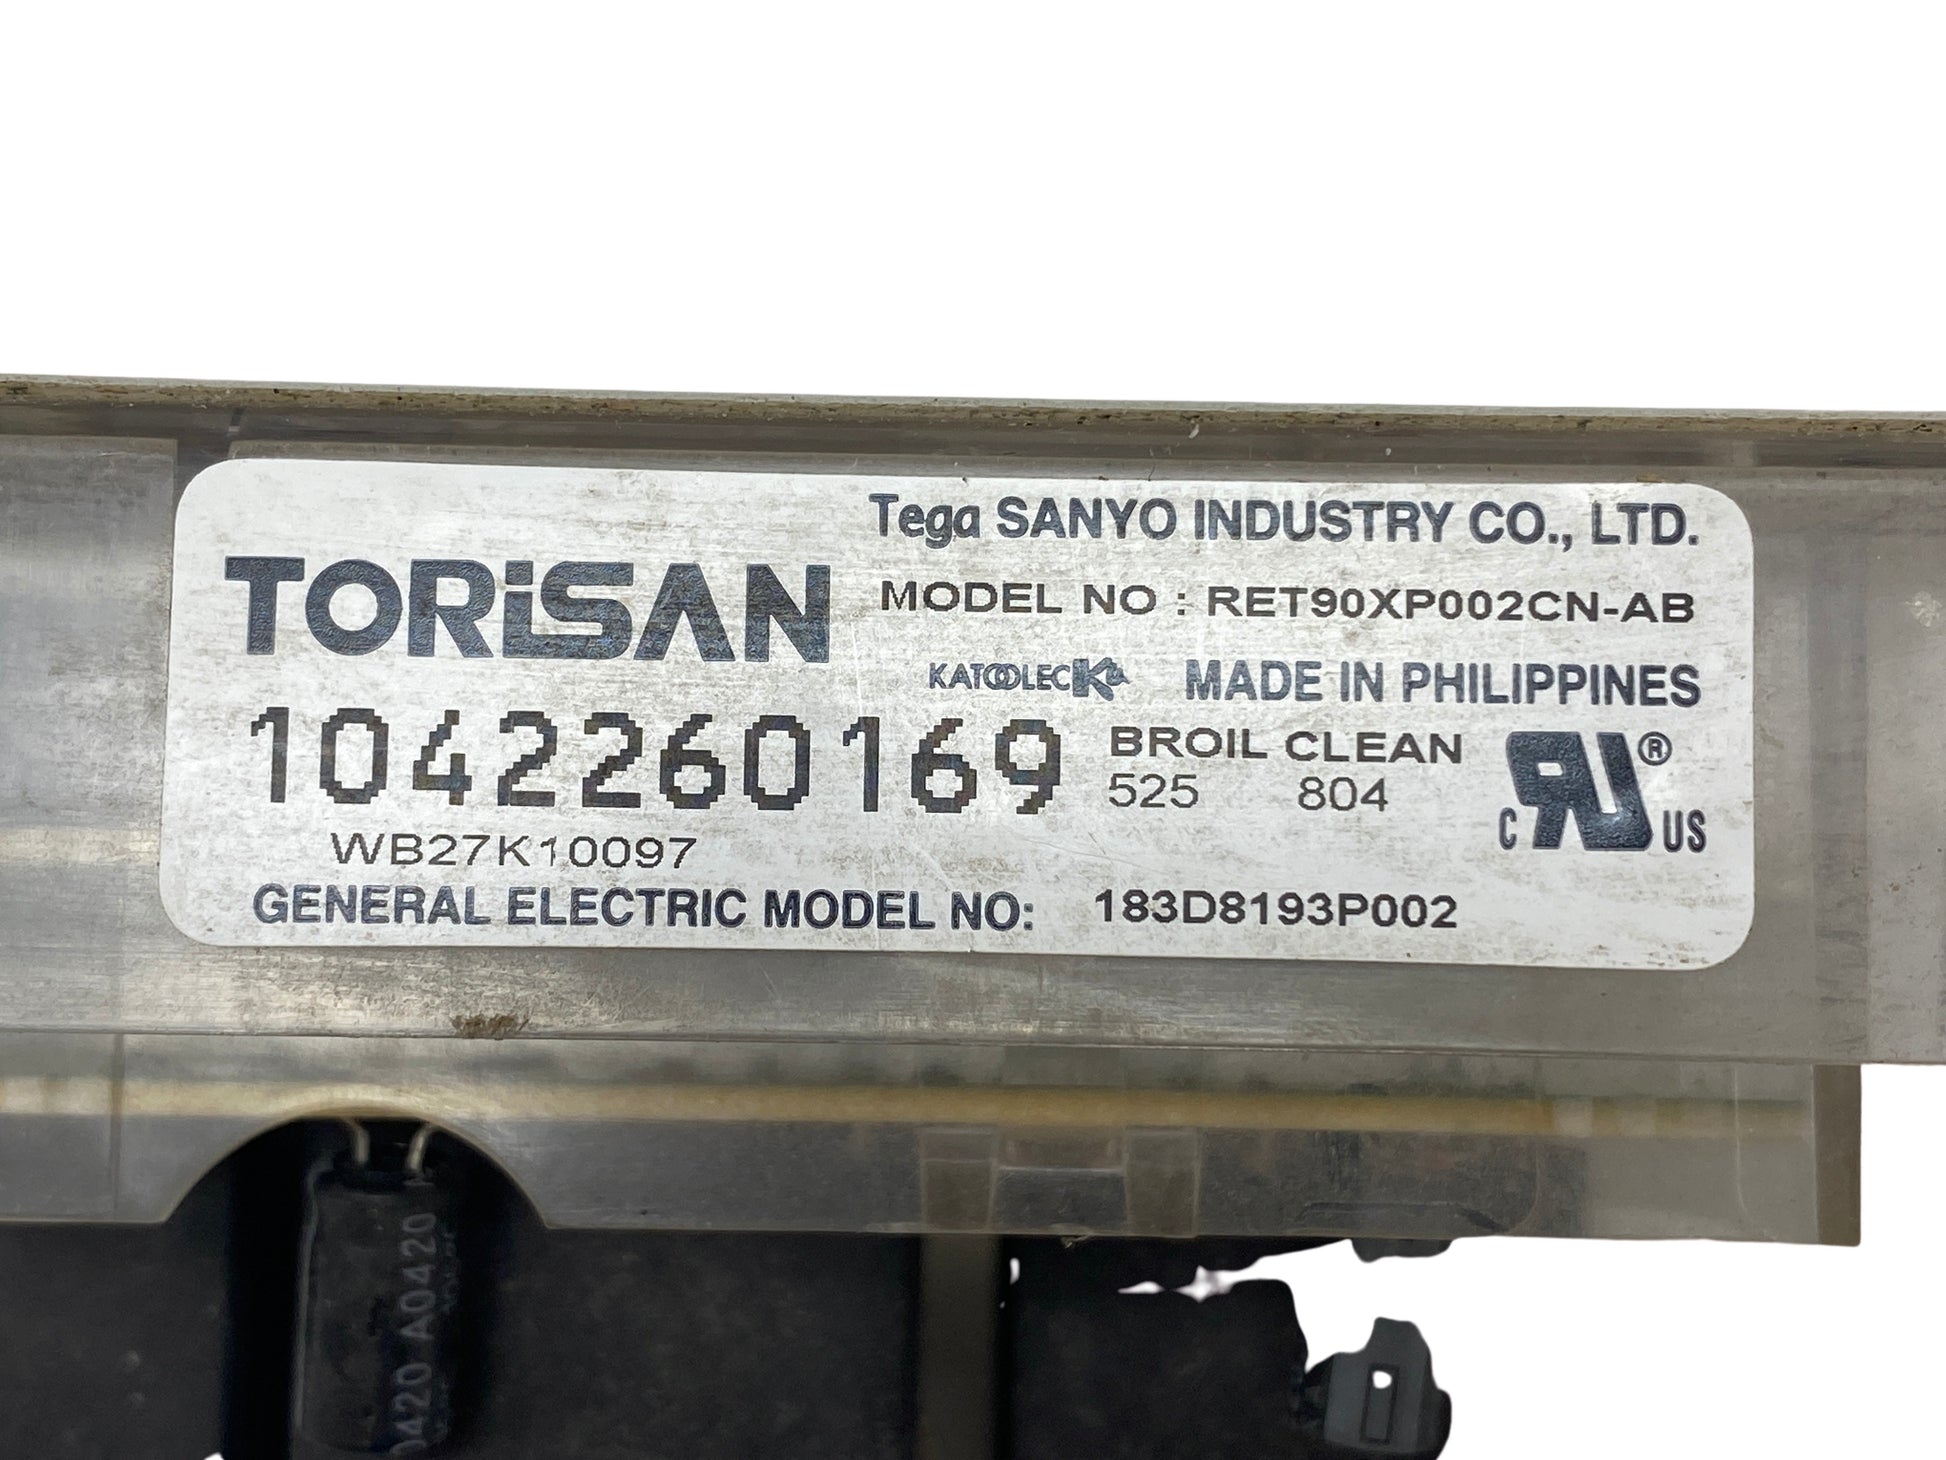 Tega SANYO INDUSTRY CO., LTD.
TORiSAN
MODEL NO : RET90XP002CN-AB
KATOOLEC
MADE IN PHILIPPINES
1042260169
BROIL CLEAN
525 804
C US ®
WB27K10097
GENERAL ELECTRIC MODEL NO: 183D8193P002
0420 A0420